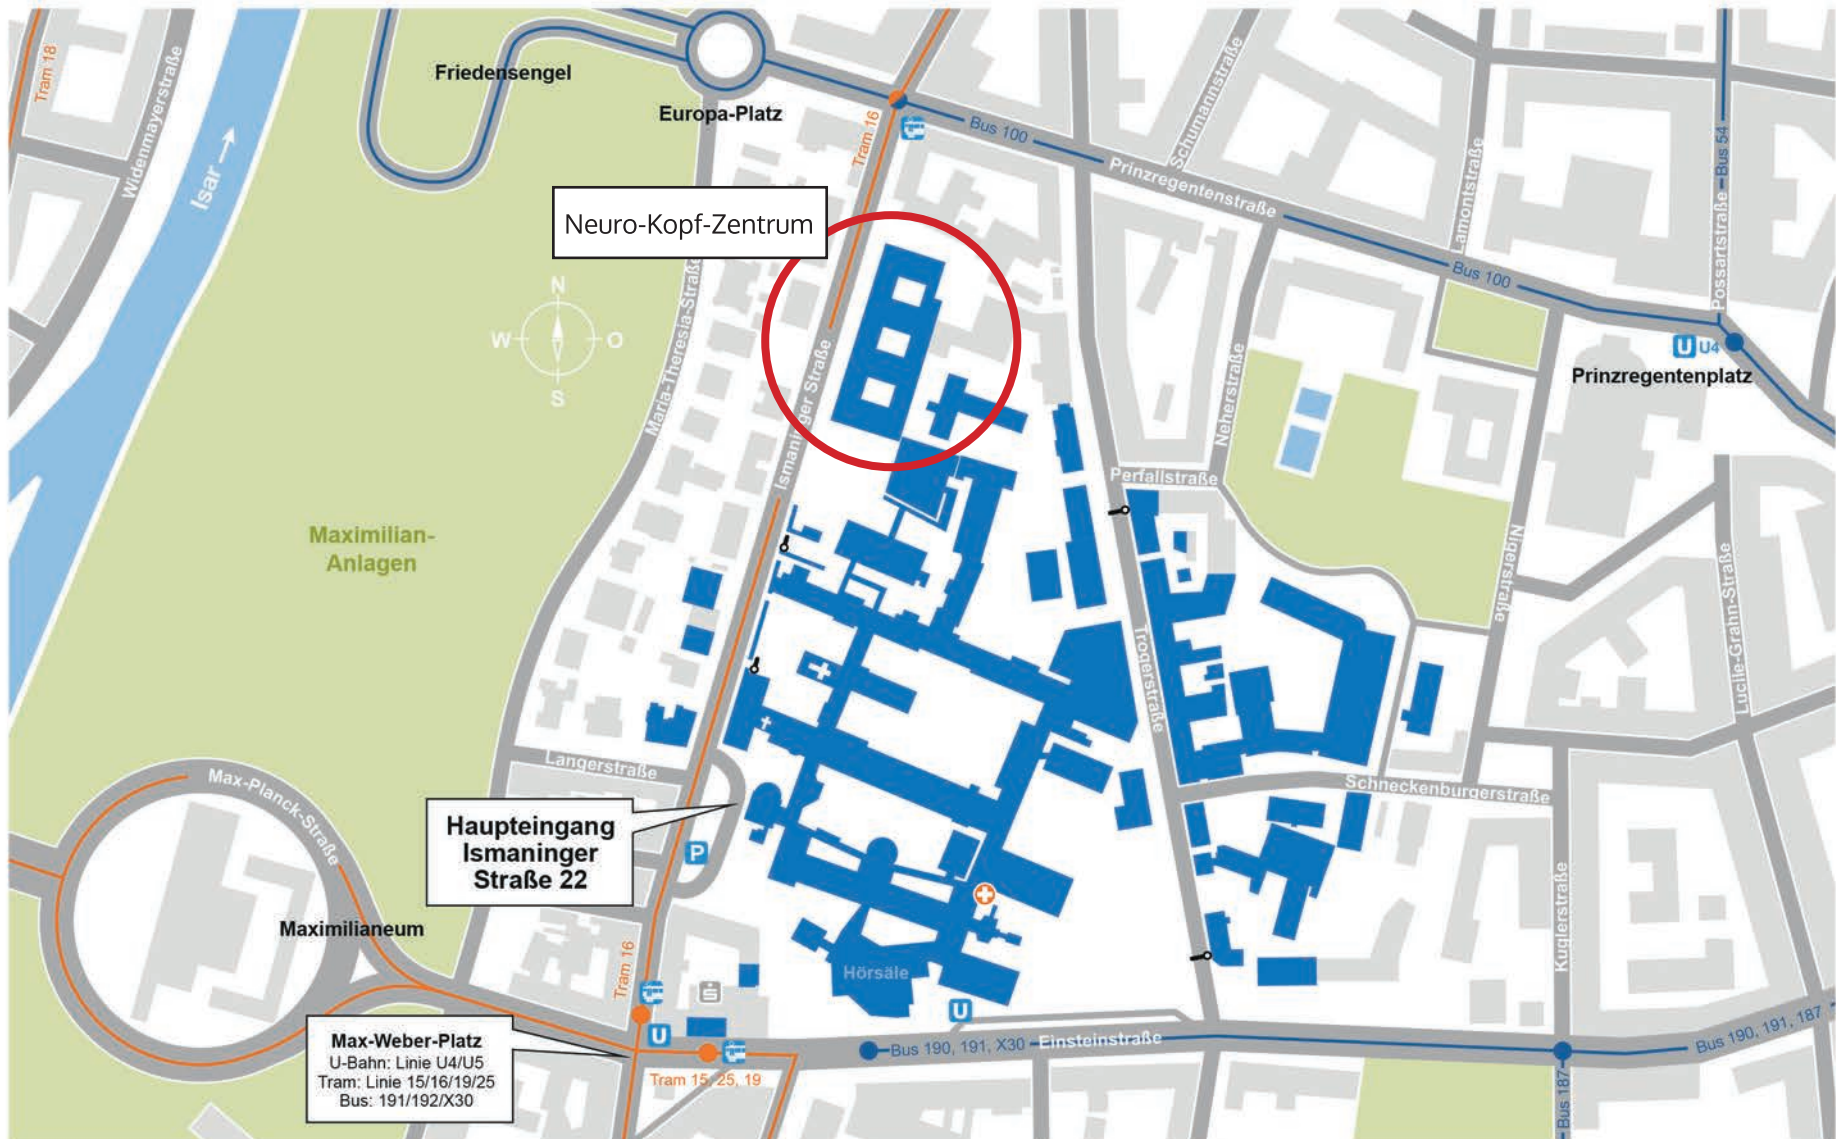 Tram 18
Widenmayerstraße
Isar
Friedensengel
Europa-Platz
Tram 16
Bus 100
Prinzregentenstraße
Schumannstraße
Lamontstraße
Bus 54
Possartstraße
Bus 100
U U4
Prinzregentenplatz
Neuro-Kopf-Zentrum
N
W O
S
Maria-Theresia-Straße
Ismaninger Straße
Neherstraße
Perfallstraße
Maximilian-
Anlagen
Nigerstraße
Lucile-Grahn-Straße
Trogerstraße
Langerstraße
Max-Planck-Straße
Schneckenburgerstraße
Haupteingang
Ismaninger
Straße 22
P
Maximilianeum
Kuglerstraße
Hörsäle
Tram 16
S
U
U
Max-Weber-Platz
U-Bahn: Linie U4/U5
Tram: Linie 15/16/19/25
Bus: 191/192/X30
Tram 15, 25, 19
Bus 190, 191, X30
Einsteinstraße
Bus 190, 191, 187
Bus 187